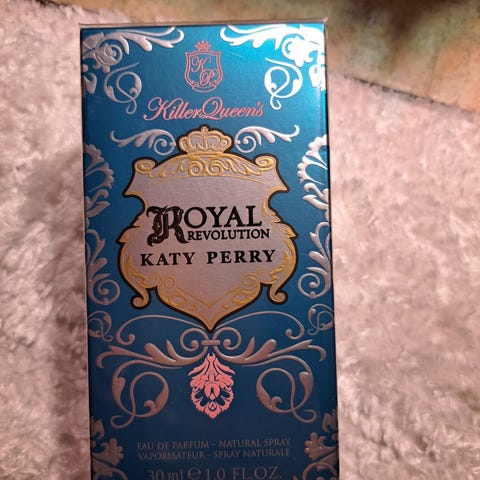 K P
Killer Queen's
ROYAL
REVOLUTION
KATY PERRY
EAU DE PARFUM – NATURAL SPRAY
VAPORISATEUR – SPRAY NATURALE
30 ml ℮ 1.0 FL.OZ.